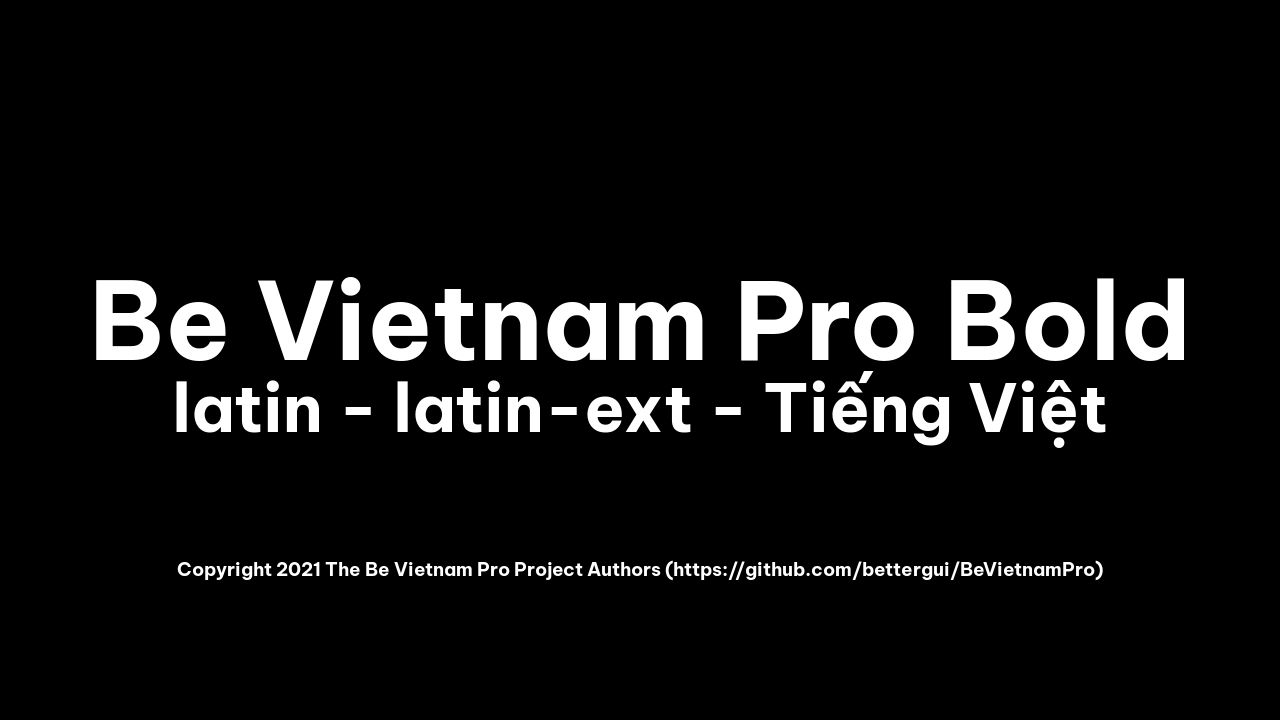 Be Vietnam Pro Bold
latin - latin-ext - Tiếng Việt
Copyright 2021 The Be Vietnam Pro Project Authors (https://github.com/bettergui/BeVietnamPro)